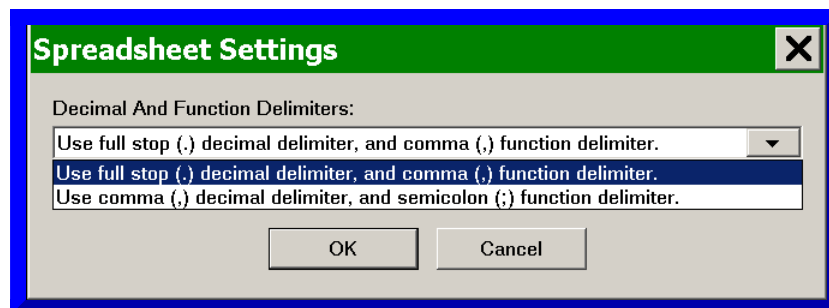 Spreadsheet Settings
Decimal And Function Delimiters:
Use full stop (.) decimal delimiter, and comma (,) function delimiter.
Use full stop (.) decimal delimiter, and comma (,) function delimiter.
Use comma (,) decimal delimiter, and semicolon (;) function delimiter.
OK Cancel